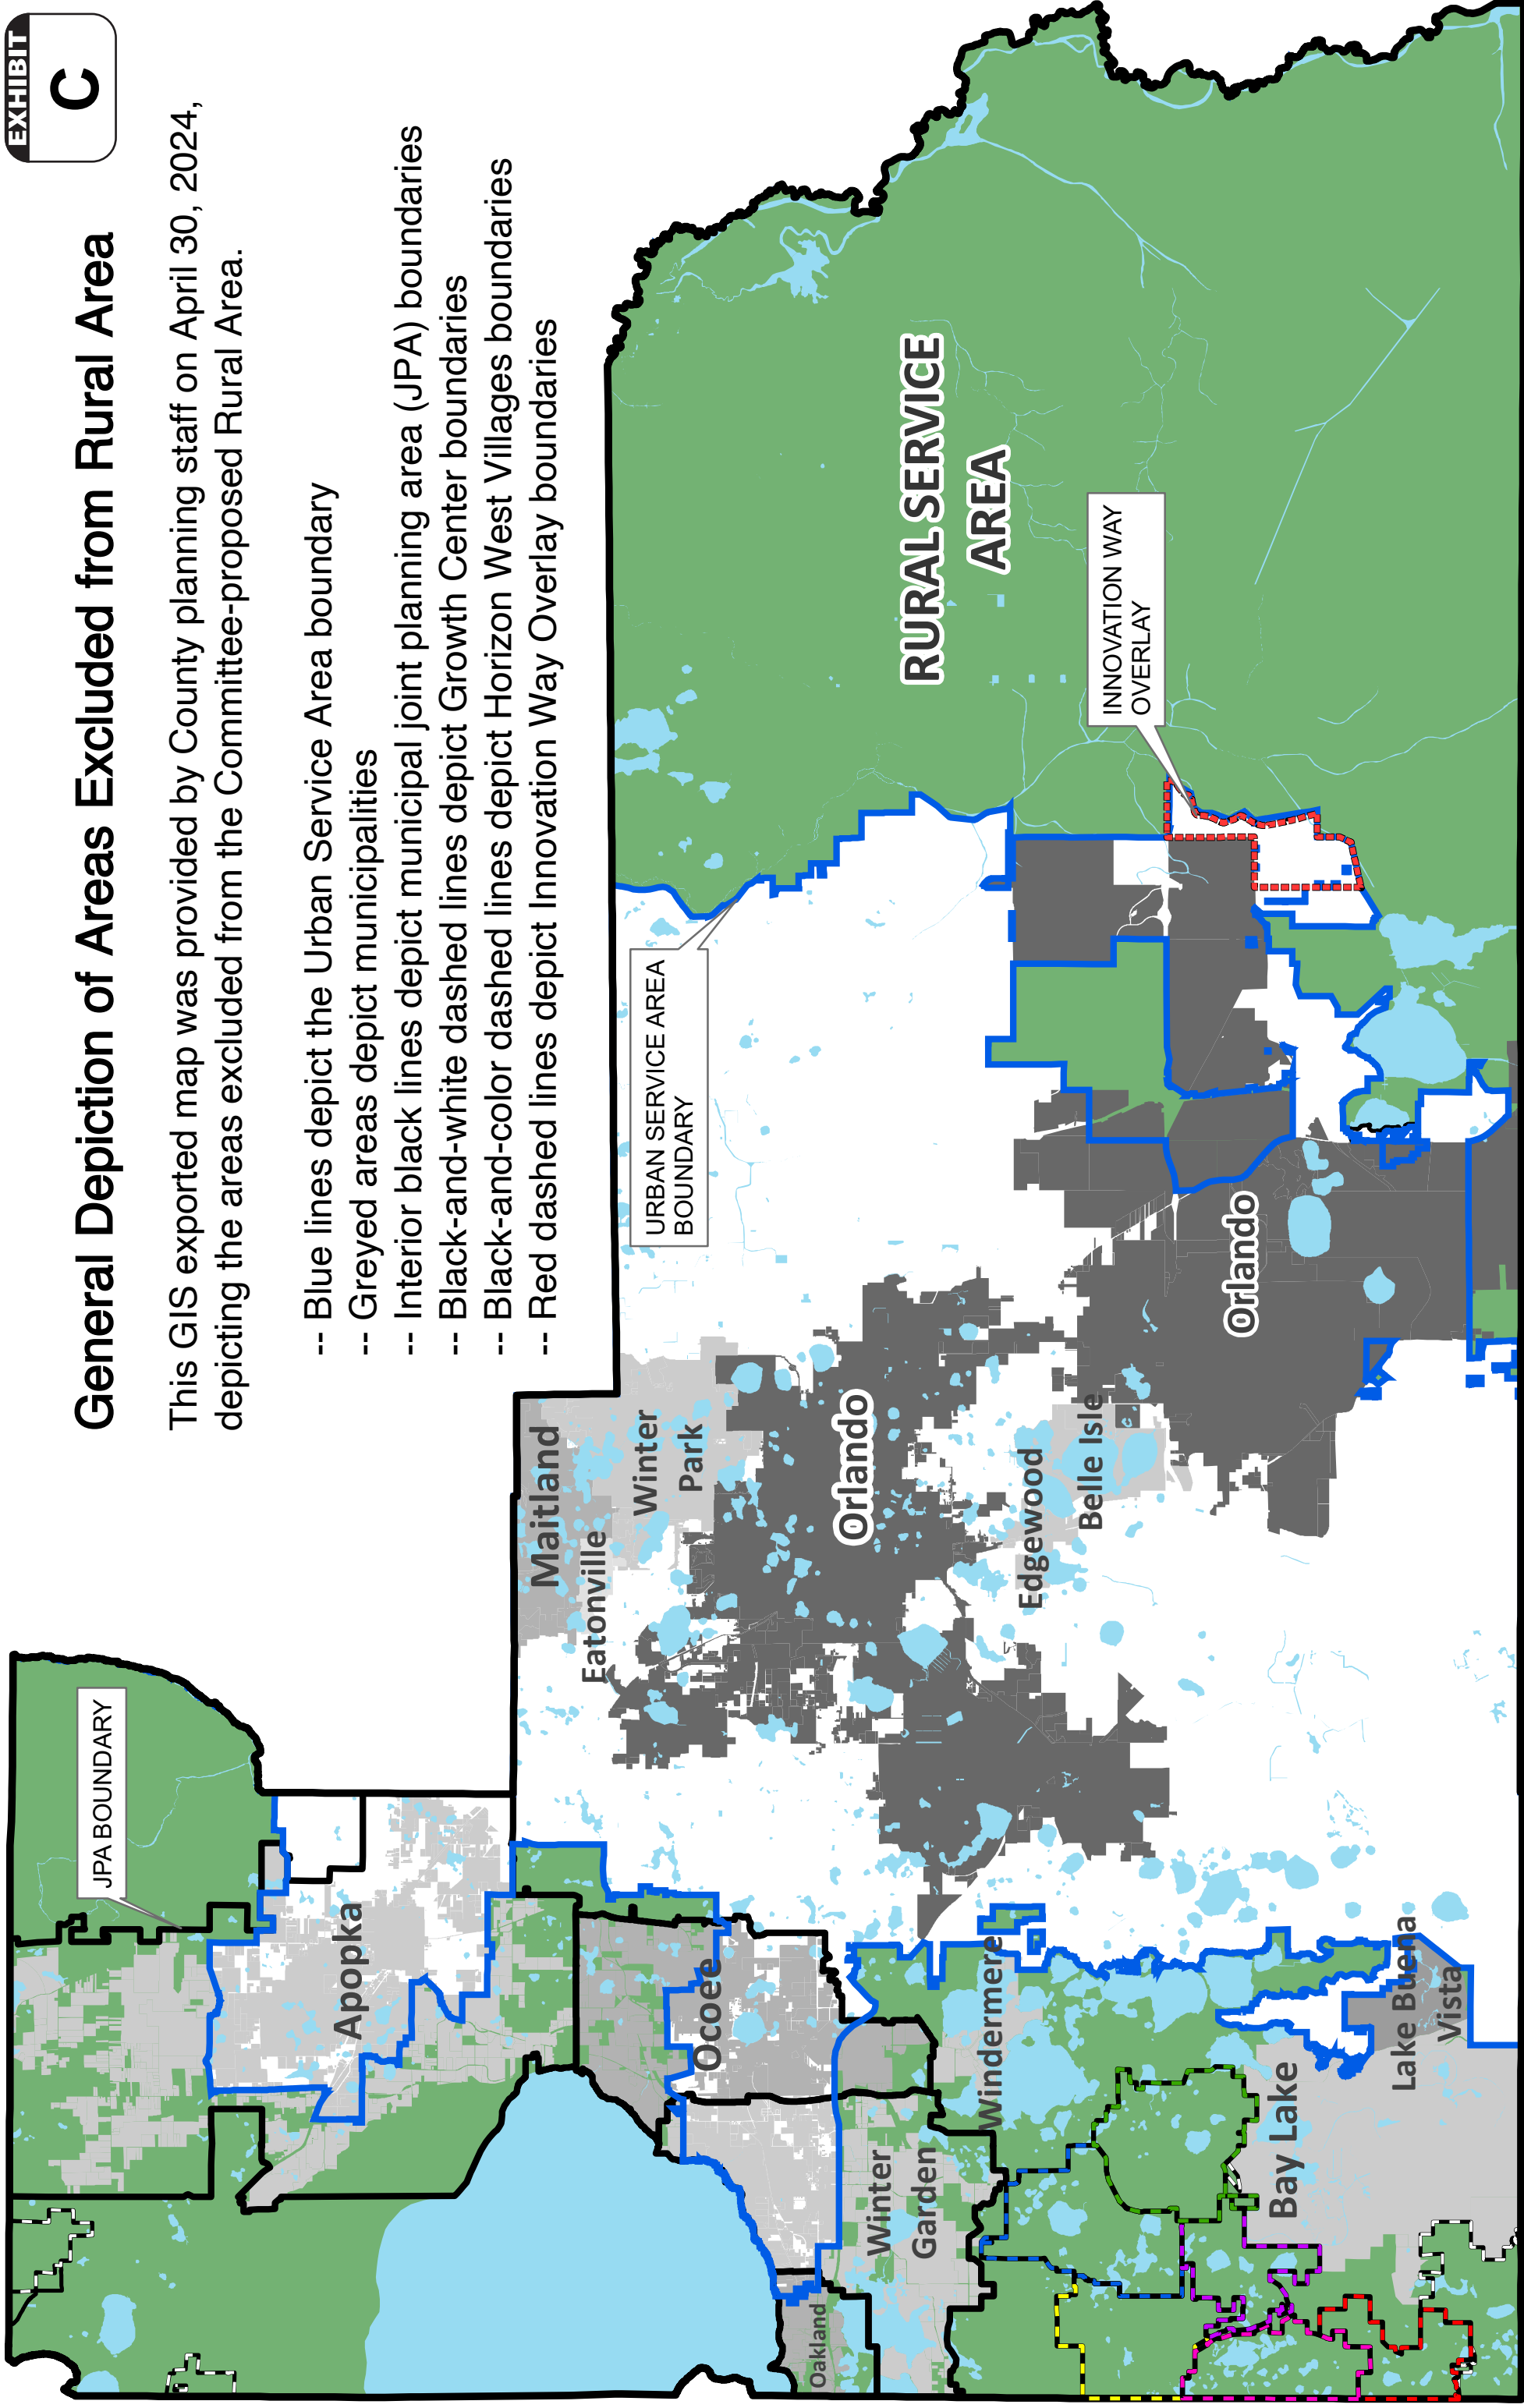 EXHIBIT
C
General Depiction of Areas Excluded from Rural Area
This GIS exported map was provided by County planning staff on April 30, 2024,
depicting the areas excluded from the Committee-proposed Rural Area.
-- Blue lines depict the Urban Service Area boundary
-- Greyed areas depict municipalities
-- Interior black lines depict municipal joint planning area (JPA) boundaries
-- Black-and-white dashed lines depict Growth Center boundaries
-- Black-and-color dashed lines depict Horizon West Villages boundaries
-- Red dashed lines depict Innovation Way Overlay boundaries
JPA BOUNDARY
Apopka
Maitland
Eatonville
Winter
Park
URBAN SERVICE AREA
BOUNDARY
Ocoee
Orlando
RURAL SERVICE
AREA
Oakland
Winter
Garden
Windermere
Edgewood
Belle Isle
INNOVATION WAY
OVERLAY
Orlando
Bay Lake
Lake Buena
Vista